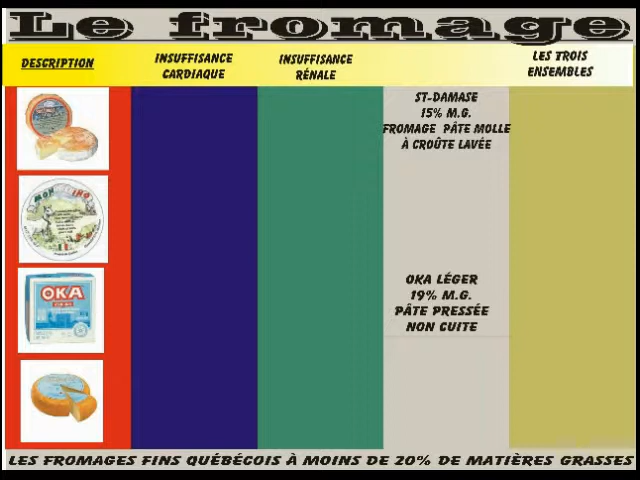 Le fromage
DESCRIPTION
INSUFFISANCE
CARDIAQUE
INSUFFISANCE
RÉNALE
LES TROIS
ENSEMBLES
ST-DAMASE
15% M.G.
FROMAGE PÂTE MOLLE
À CROÛTE LAVÉE
OKA
OKA LÉGER
19% M.G.
PÂTE PRESSÉE
NON CUITE
LES FROMAGES FINS QUÉBÉCOIS À MOINS DE 20% DE MATIÈRES GRASSES